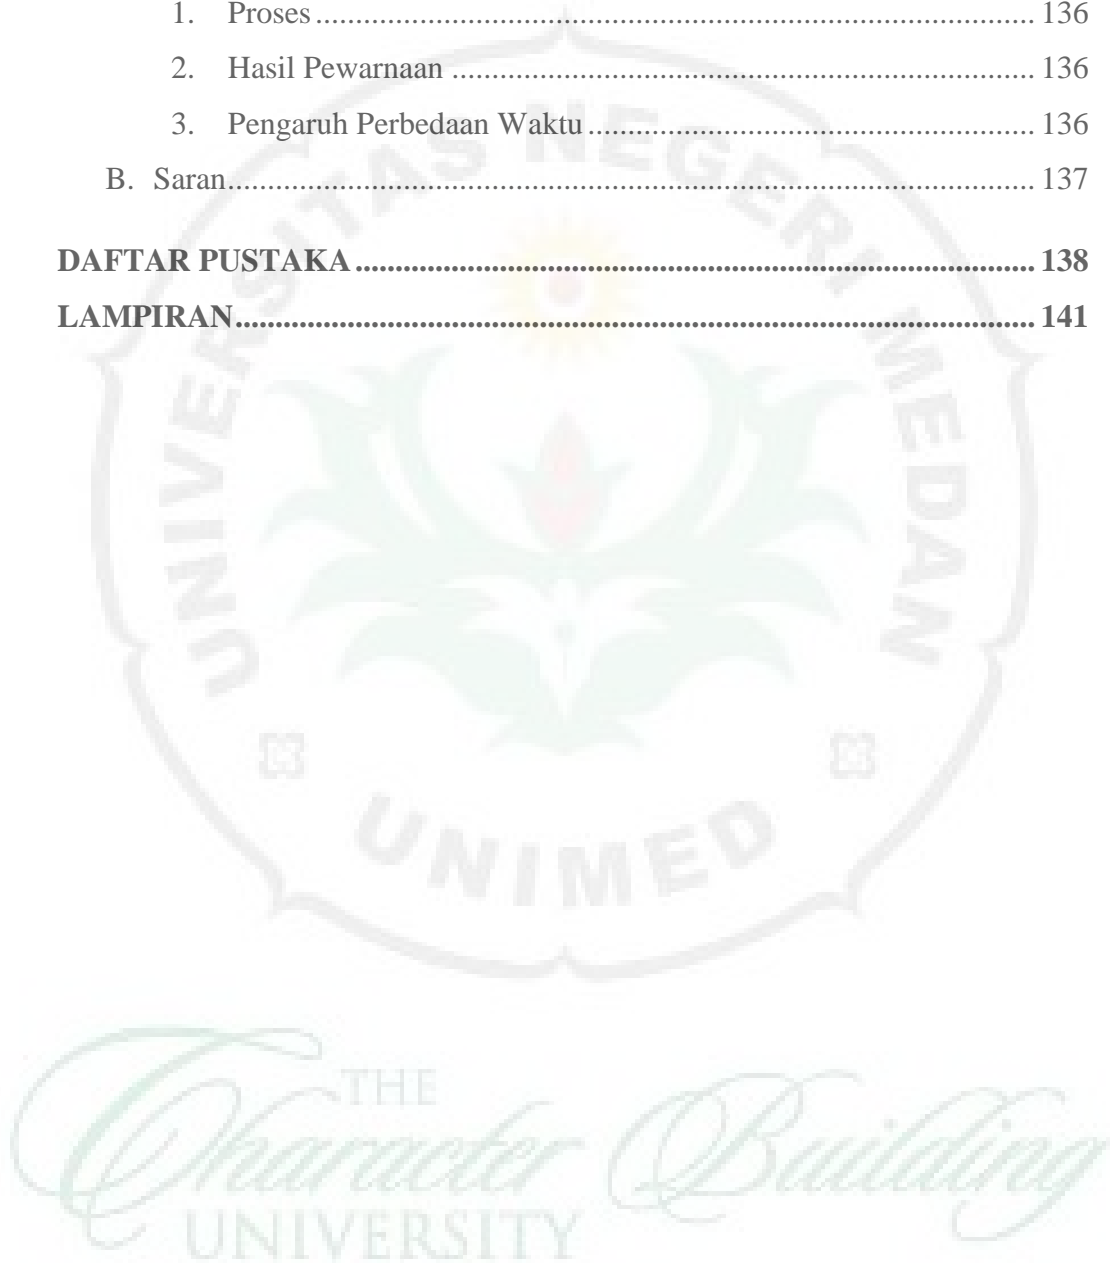 1. Proses ........ 136
2. Hasil Pewarnaan ........ 136
3. Pengaruh Perbedaan Waktu ........ 136
B. Saran ........ 137
DAFTAR PUSTAKA ........ 138
LAMPIRAN ........ 141
UNIVERSITAS NEGERI MEDAN
UNIMED
THE
Character Building
UNIVERSITY